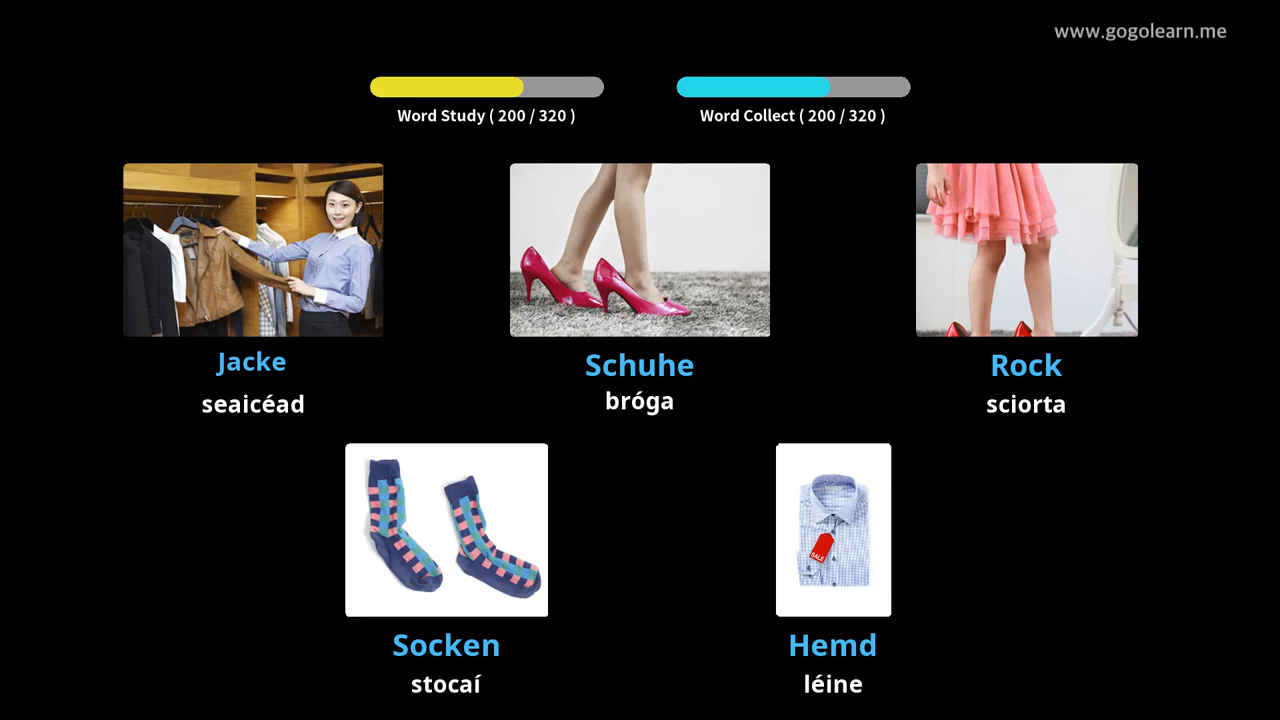 www.gogolearn.me
Word Study ( 200 / 320 )
Word Collect ( 200 / 320 )
Jacke
seaicéad
Schuhe
bróga
Rock
sciorta
SALE
Socken
stocaí
Hemd
léine